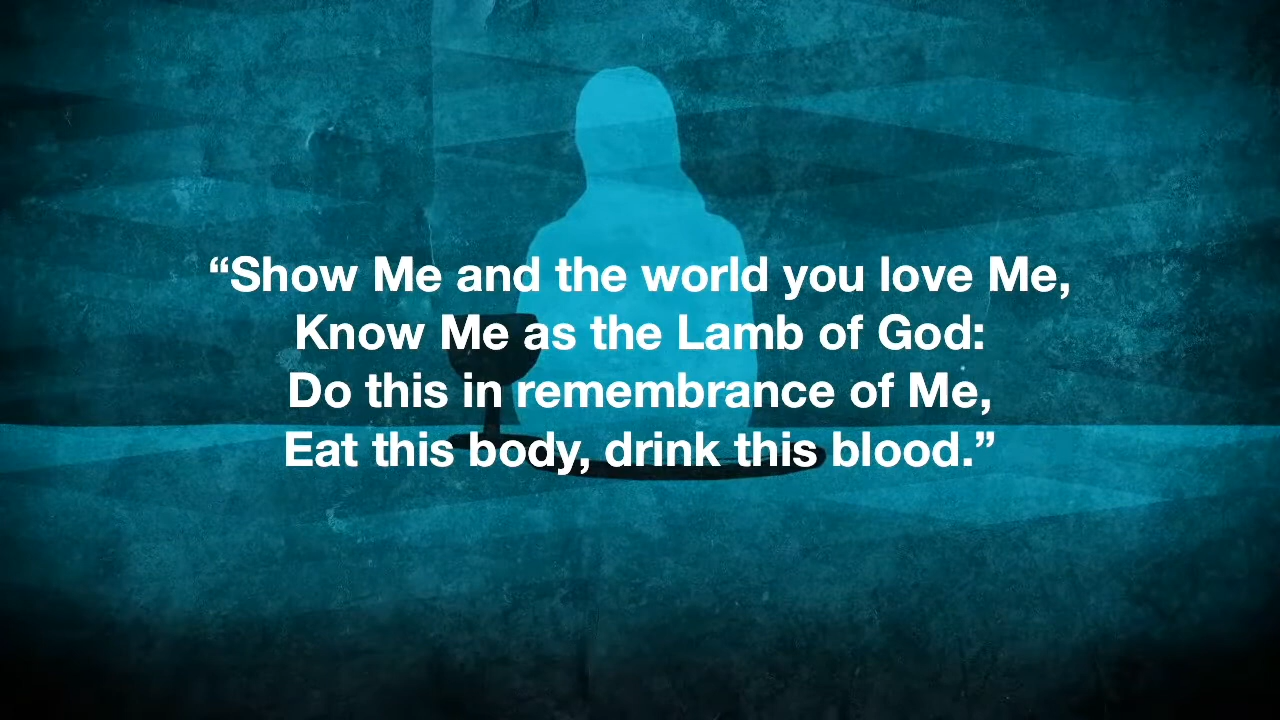 “Show Me and the world you love Me,
Know Me as the Lamb of God:
Do this in remembrance of Me,
Eat this body, drink this blood.”